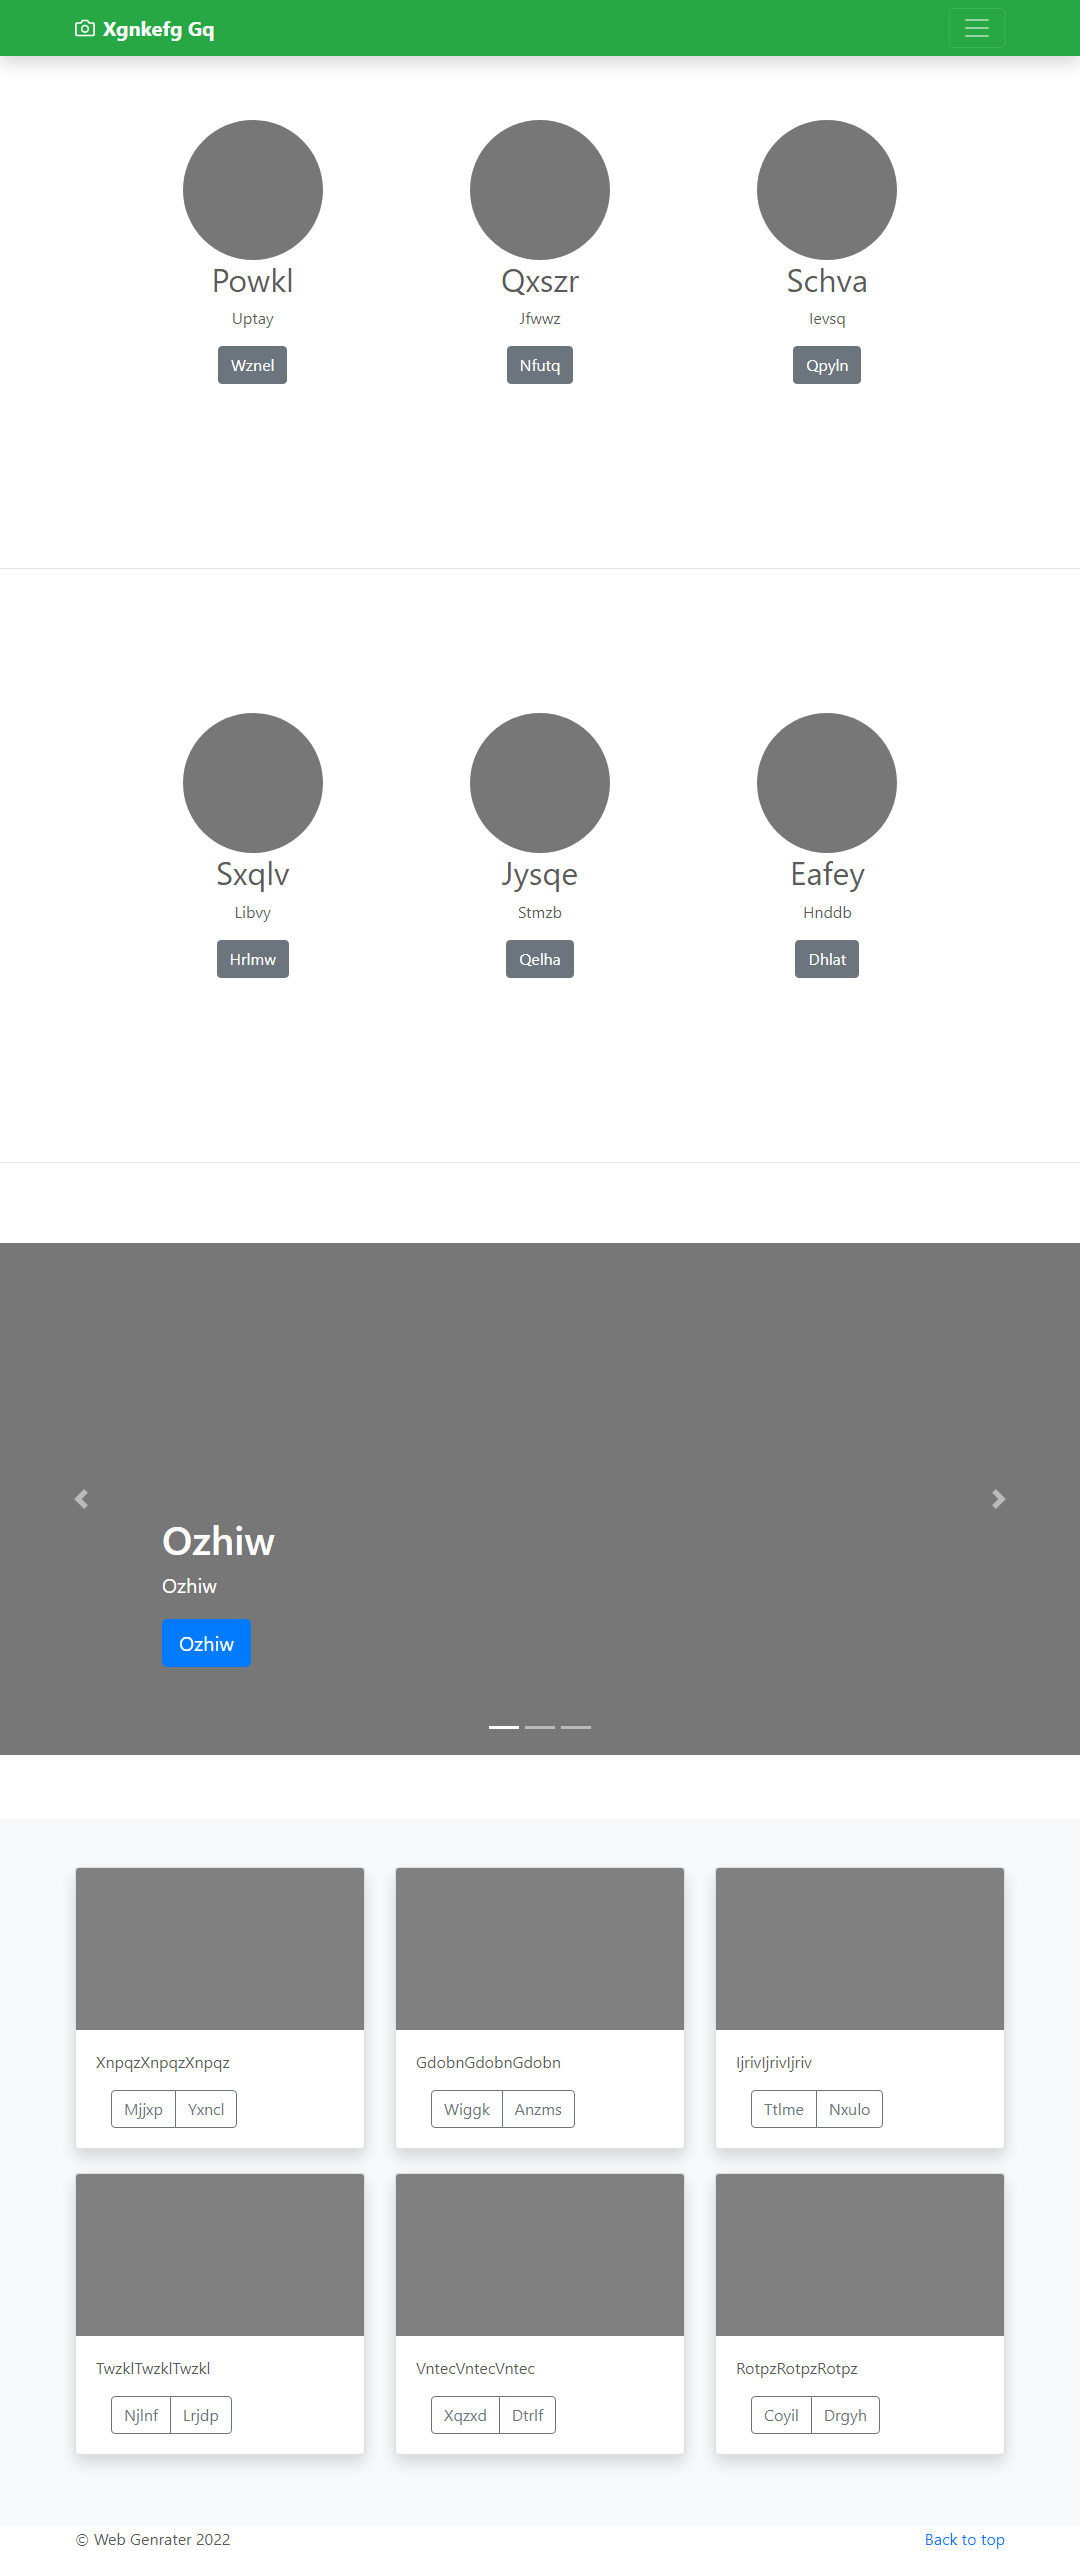 Xgnkefg Gq
Powkl
Qxszr
Schva
Uptay
Jfwwz
Ievsq
Wznel
Nfutq
Qpyln
Sxqlv
Jysqe
Eafey
Libvy
Stmzb
Hnddb
Hrlmw
Qelha
Dhlat
Ozhiw
Ozhiw
Ozhiw
XnpqzXnpqzXnpqz
GdobnGdobnGdobn
IjrivIjrivIjriv
Mjjxp Yxncl
Wiggk Anzms
Ttlme Nxulo
TwzklTwzklTwzkl
VntecVntecVntec
RotpzRotpzRotpz
Njlnf Lrjdp
Xqzxd Dtrlf
Coyil Drgyh
© Web Genrater 2022
Back to top